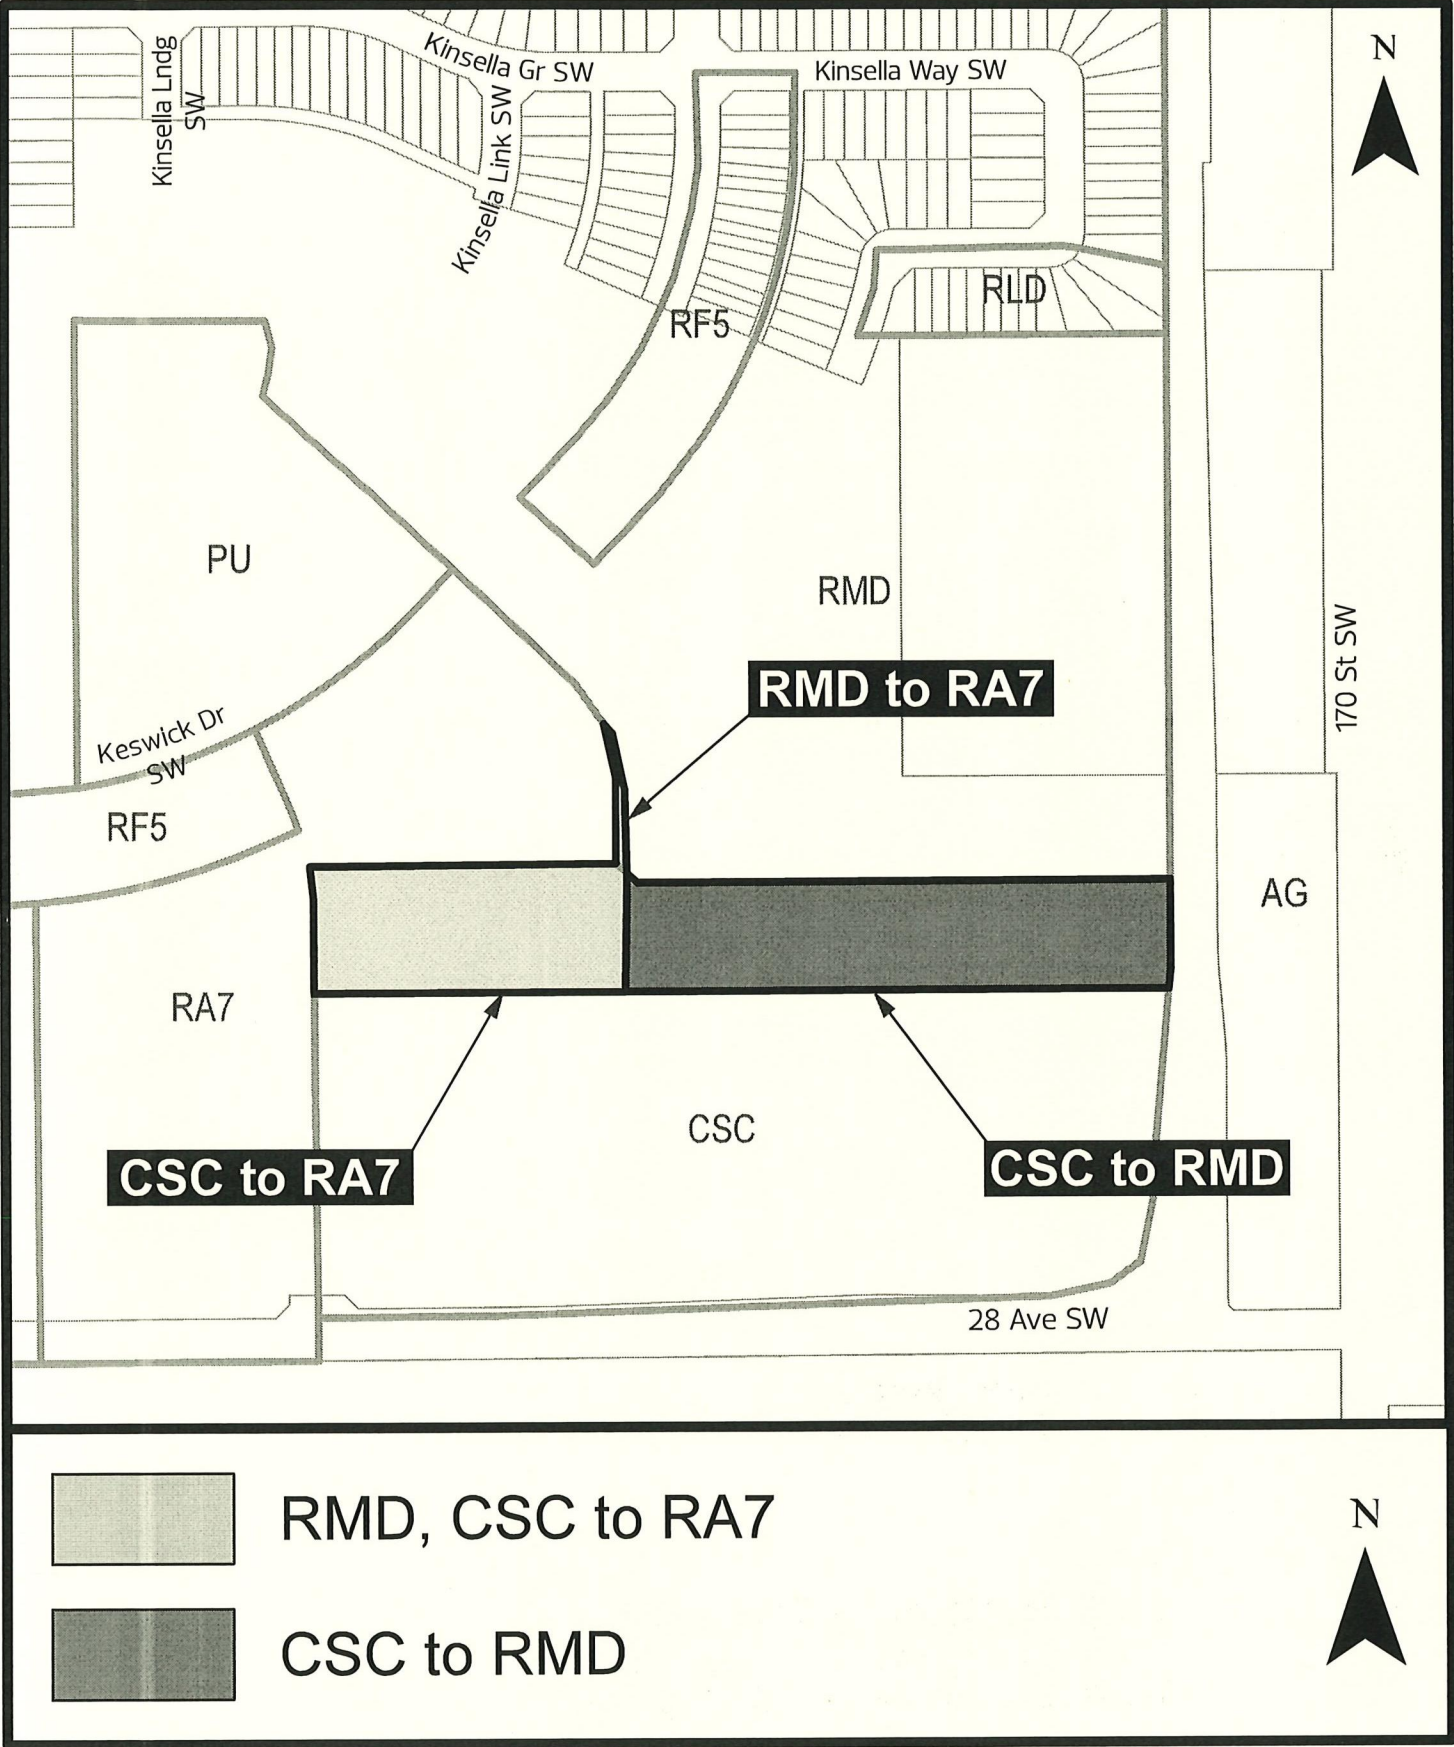 Kinsella Lndg
SW
Kinsella Gr SW
Kinsella Link SW
Kinsella Way SW
N
RLD
RF5
PU
RMD
170 St SW
RMD to RA7
Keswick Dr
SW
RF5
AG
RA7
CSC
CSC to RA7
CSC to RMD
28 Ave SW
RMD, CSC to RA7
N
CSC to RMD